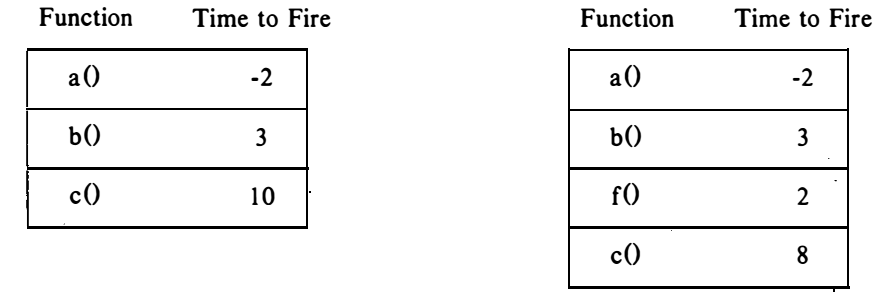 Function Time to Fire
a() -2
b() 3
c() 10
Function Time to Fire
a() -2
b() 3
f() 2
c() 8